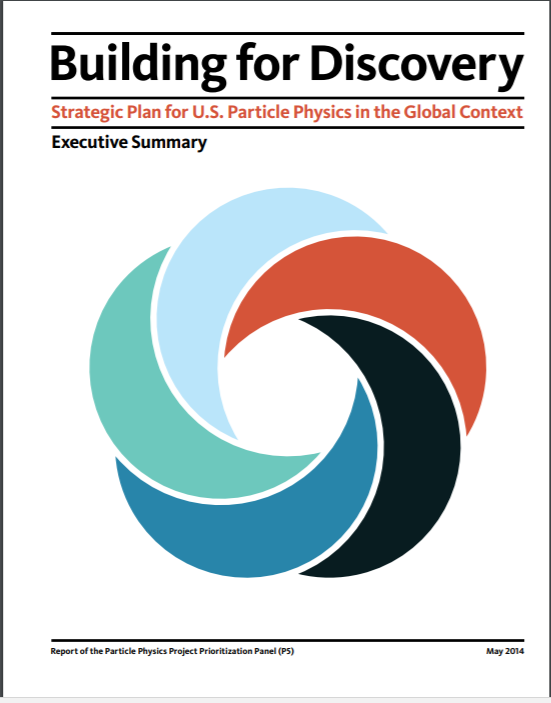 Building for Discovery
Strategic Plan for U.S. Particle Physics in the Global Context
Executive Summary
Report of the Particle Physics Project Prioritization Panel (P5)
May 2014